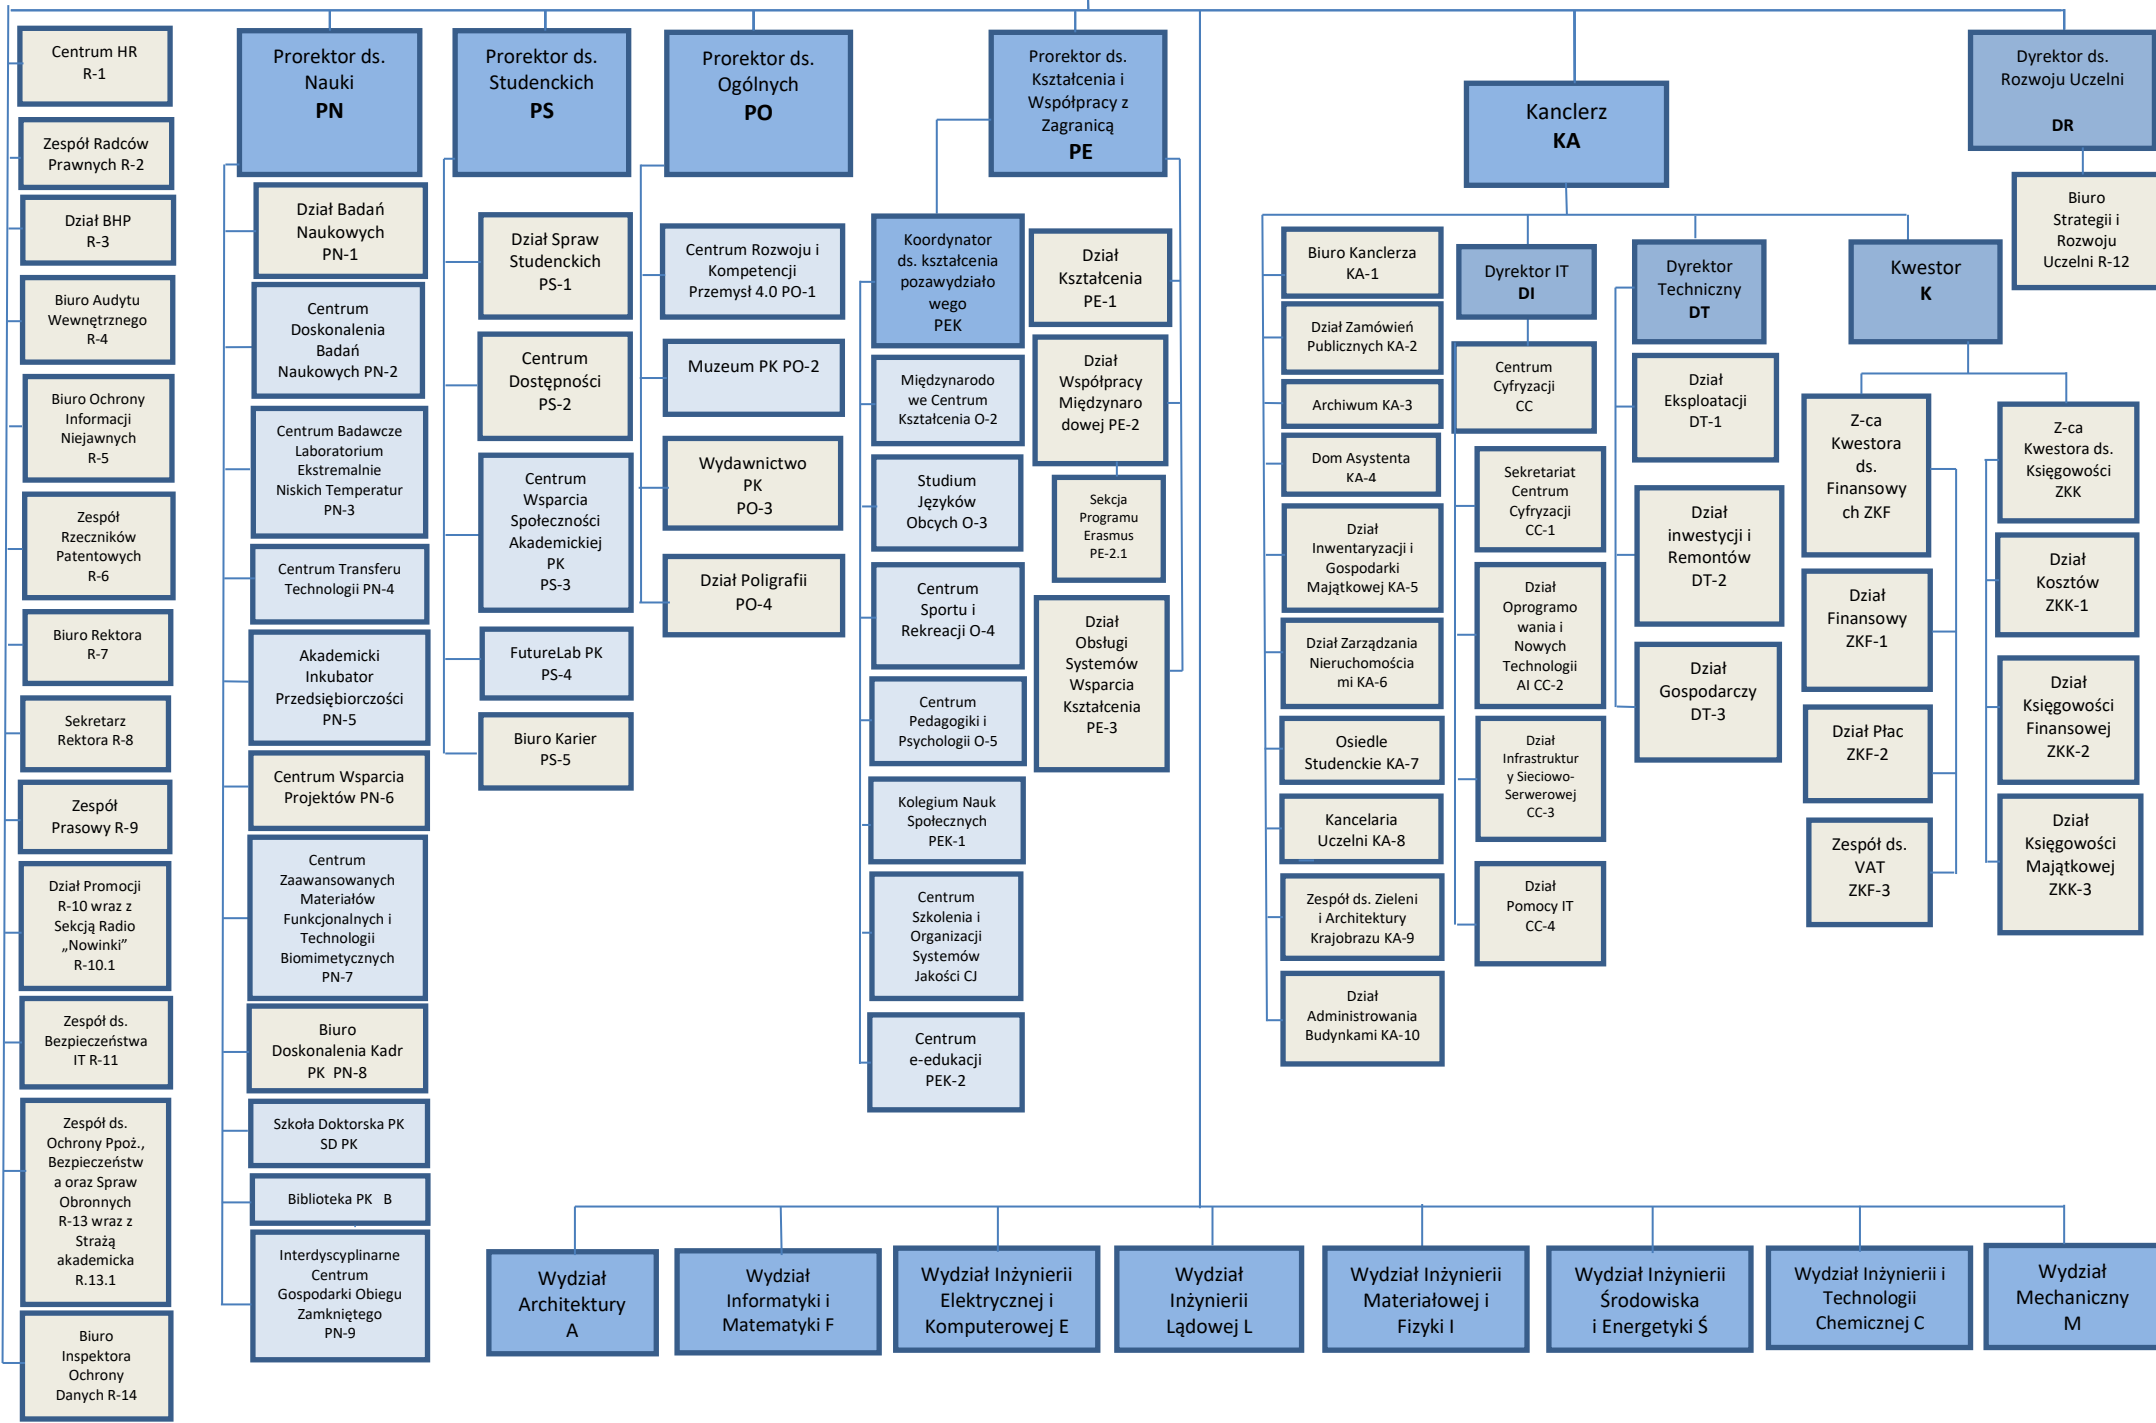 Centrum HR
R-1
Zespół Radców
Prawnych R-2
Dział BHP
R-3
Biuro Audytu
Wewnętrznego
R-4
Biuro Ochrony
Informacji
Niejawnych
R-5
Zespół
Rzeczników
Patentowych
R-6
Biuro Rektora
R-7
Sekretarz
Rektora R-8
Zespół
Prasowy R-9
Dział Promocji
R-10 wraz z
Sekcją Radio
„Nowinki”
R-10.1
Zespół ds.
Bezpieczeństwa
IT R-11
Zespół ds.
Ochrony Ppoż.,
Bezpieczeństw
a oraz Spraw
Obronnych
R-13 wraz z
Strażą
akademicka
R.13.1
Biuro
Inspektora
Ochrony
Danych R-14
Prorektor ds.
Nauki
PN
Dział Badań
Naukowych
PN-1
Centrum
Doskonalenia
Badań
Naukowych PN-2
Centrum Badawcze
Laboratorium
Ekstremalnie
Niskich Temperatur
PN-3
Centrum Transferu
Technologii PN-4
Akademicki
Inkubator
Przedsiębiorczości
PN-5
Centrum Wsparcia
Projektów PN-6
Centrum
Zaawansowanych
Materiałów
Funkcjonalnych i
Technologii
Biomimetycznych
PN-7
Biuro
Doskonalenia Kadr
PK PN-8
Szkoła Doktorska PK
SD PK
Biblioteka PK B
Interdyscyplinarne
Centrum
Gospodarki Obiegu
Zamkniętego
PN-9
Prorektor ds.
Studenckich
PS
Dział Spraw
Studenckich
PS-1
Centrum
Dostępności
PS-2
Centrum
Wsparcia
Społeczności
Akademickiej
PK
PS-3
FutureLab PK
PS-4
Biuro Karier
PS-5
Prorektor ds.
Ogólnych
PO
Centrum Rozwoju i
Kompetencji
Przemysł 4.0 PO-1
Muzeum PK PO-2
Wydawnictwo
PK
PO-3
Dział Poligrafii
PO-4
Prorektor ds.
Kształcenia i
Współpracy z
Zagranicą
PE
Koordynator
ds. kształcenia
pozawydziało
wego
PEK
Międzynarodo
we Centrum
Kształcenia O-2
Studium
Języków
Obcych O-3
Centrum
Sportu i
Rekreacji O-4
Centrum
Pedagogiki i
Psychologii O-5
Kolegium Nauk
Społecznych
PEK-1
Centrum
Szkolenia i
Organizacji
Systemów
Jakości CJ
Centrum
e-edukacji
PEK-2
Dział
Kształcenia
PE-1
Dział
Współpracy
Międzynaro
dowej PE-2
Sekcja
Programu
Erasmus
PE-2.1
Dział
Obsługi
Systemów
Wsparcia
Kształcenia
PE-3
Kanclerz
KA
Biuro Kanclerza
KA-1
Dział Zamówień
Publicznych KA-2
Archiwum KA-3
Dom Asystenta
KA-4
Dział
Inwentaryzacji i
Gospodarki
Majątkowej KA-5
Dział Zarządzania
Nieruchomościa
mi KA-6
Osiedle
Studenckie KA-7
Kancelaria
Uczelni KA-8
Zespół ds. Zieleni
i Architektury
Krajobrazu KA-9
Dział
Administrowania
Budynkami KA-10
Dyrektor IT
DI
Centrum
Cyfryzacji
CC
Sekretariat
Centrum
Cyfryzacji
CC-1
Dział
Oprogramo
wania i
Nowych
Technologii
AI CC-2
Dział
Infrastruktur
y Sieciowo-
Serwerowej
CC-3
Dział
Pomocy IT
CC-4
Dyrektor
Techniczny
DT
Dział
Eksploatacji
DT-1
Dział
inwestycji i
Remontów
DT-2
Dział
Gospodarczy
DT-3
Kwestor
K
Z-ca
Kwestora
ds.
Finansowy
ch ZKF
Dział
Finansowy
ZKF-1
Dział Płac
ZKF-2
Zespół ds.
VAT
ZKF-3
Z-ca
Kwestora ds.
Księgowości
ZKK
Dział
Kosztów
ZKK-1
Dział
Księgowości
Finansowej
ZKK-2
Dział
Księgowości
Majątkowej
ZKK-3
Dyrektor ds.
Rozwoju Uczelni
DR
Biuro
Strategii i
Rozwoju
Uczelni R-12
Wydział
Architektury
A
Wydział
Informatyki i
Matematyki F
Wydział Inżynierii
Elektrycznej i
Komputerowej E
Wydział
Inżynierii
Lądowej L
Wydział Inżynierii
Materiałowej i
Fizyki I
Wydział Inżynierii
Środowiska
i Energetyki Ś
Wydział Inżynierii i
Technologii
Chemicznej C
Wydział
Mechaniczny
M